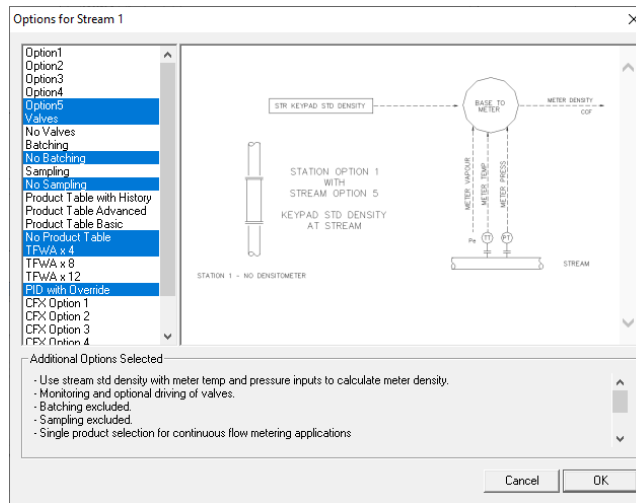 Options for Stream 1
Option1
Option2
Option3
Option4
Option5
Valves
No Valves
Batching
No Batching
Sampling
No Sampling
Product Table with History
Product Table Advanced
Product Table Basic
No Product Table
TFWA x 4
TFWA x 8
TFWA x 12
PID with Override
CFX Option 1
CFX Option 2
CFX Option 3
CFX Option 4
STR KEYPAD STD DENSITY
BASE TO
METER
METER DENSITY
CCF
STATION OPTION 1
WITH
STREAM OPTION 5
KEYPAD STD DENSITY
AT STREAM
METER VAPOUR
METER TEMP
METER PRESS
Pe
TT
PT
STREAM
STATION 1 - NO DENSITOMETER
Additional Options Selected
- Use stream std density with meter temp and pressure inputs to calculate meter density.
- Monitoring and optional driving of valves.
- Batching excluded.
- Sampling excluded.
- Single product selection for continuous flow metering applications
Cancel
OK